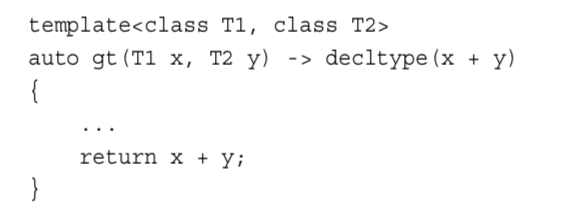 template<class T1, class T2>
auto gt(T1 x, T2 y) -> decltype(x + y)
{
    ...
    return x + y;
}